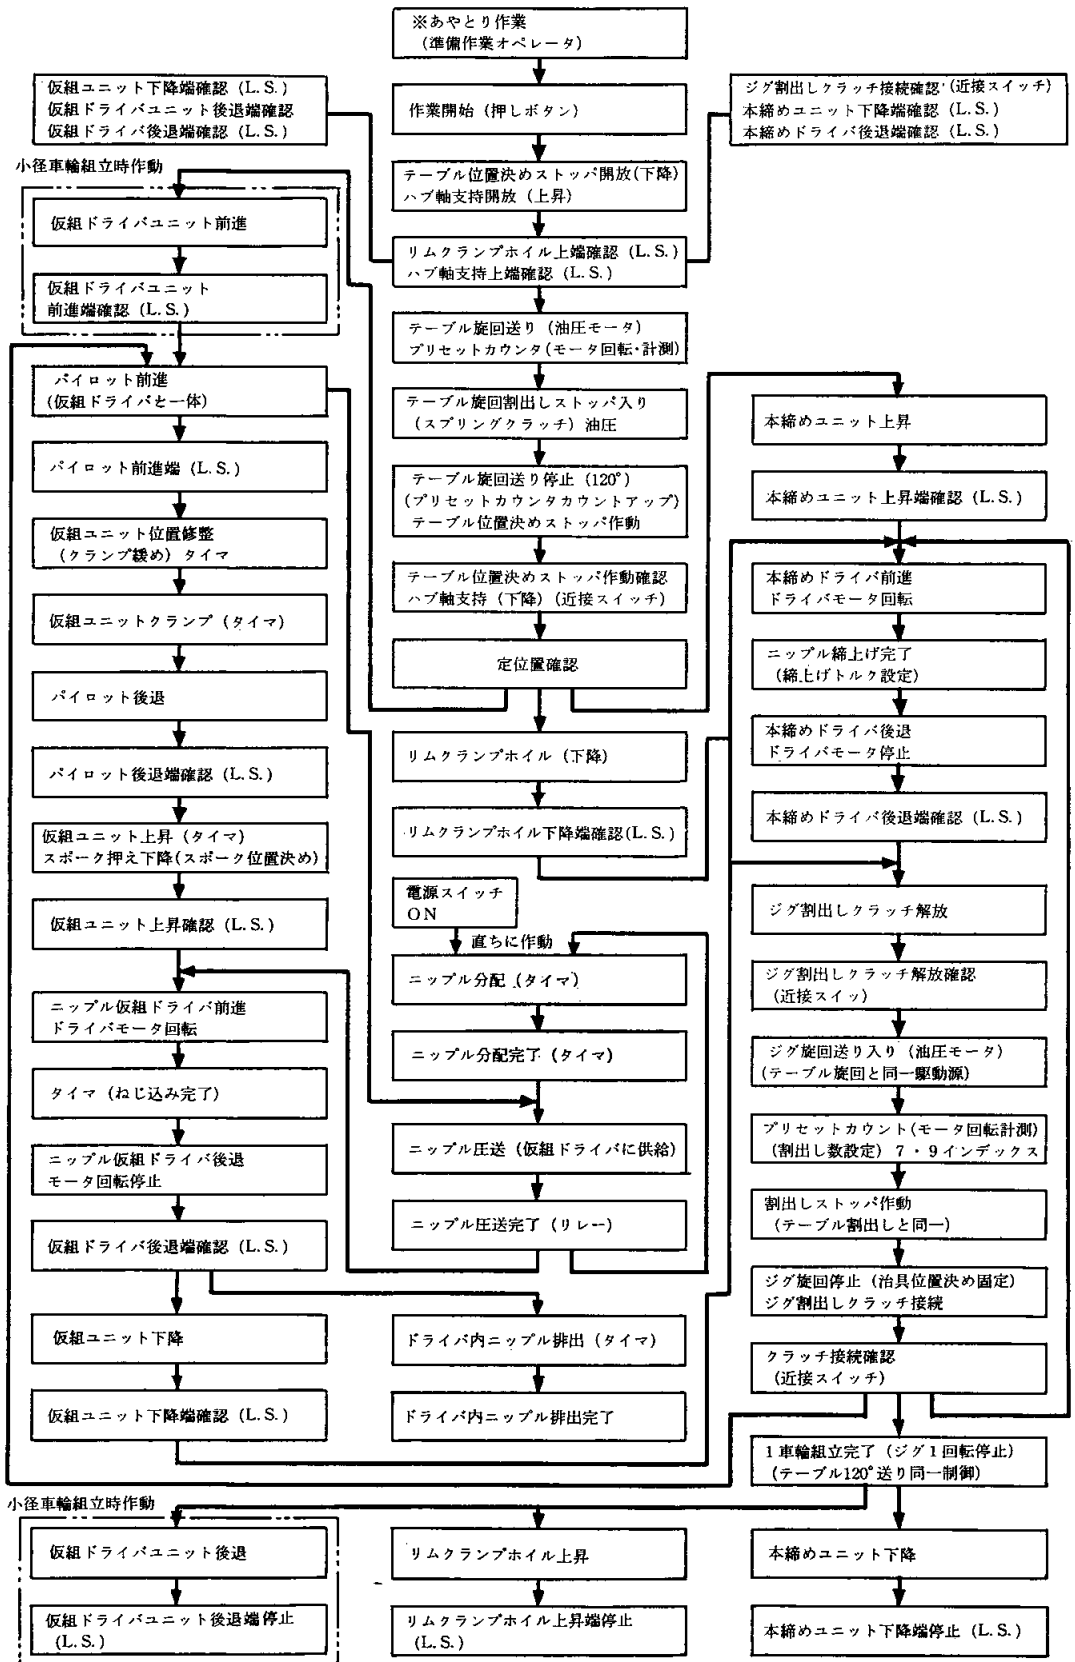 ※あやとり作業
(準備作業オペレータ)
仮組ユニット下降端確認 (L.S.)
仮組ドライバユニット後退端確認
仮組ドライバ後退端確認 (L.S.)
作業開始 (押しボタン)
ジグ割出しクラッチ接続確認 (近接スイッチ)
本締めユニット下降端確認 (L.S.)
本締めドライバ後退端確認 (L.S.)
テーブル位置決めストッパ開放(下降)
ハブ軸支持開放 (上昇)
リムクランプホイル上端確認 (L.S.)
ハブ軸支持上端確認 (L.S.)
テーブル旋回送り (油圧モータ)
プリセットカウンタ(モータ回転・計測)
テーブル旋回割出しストッパ入り
(スプリングクラッチ) 油圧
テーブル旋回送り停止 (120°)
(プリセットカウンタカウントアップ)
テーブル位置決めストッパ作動
テーブル位置決めストッパ作動確認
ハブ軸支持 (下降) (近接スイッチ)
定位置確認
リムクランプホイル (下降)
リムクランプホイル下降端確認(L.S.)
小径車輪組立時作動
仮組ドライバユニット前進
仮組ドライバユニット
前進端確認 (L.S.)
パイロット前進
(仮組ドライバと一体)
パイロット前進端 (L.S.)
仮組ユニット位置修整
(クランプ緩め) タイマ
仮組ユニットクランプ (タイマ)
パイロット後退
パイロット後退端確認 (L.S.)
仮組ユニット上昇 (タイマ)
スポーク押え下降(スポーク位置決め)
仮組ユニット上昇確認 (L.S.)
ニップル仮組ドライバ前進
ドライバモータ回転
タイマ (ねじ込み完了)
ニップル仮組ドライバ後退
モータ回転停止
仮組ドライバ後退端確認 (L.S.)
仮組ユニット下降
仮組ユニット下降端確認 (L.S.)
電源スイッチ
ON
直ちに作動
ニップル分配 (タイマ)
ニップル分配完了 (タイマ)
ニップル圧送 (仮組ドライバに供給)
ニップル圧送完了 (リレー)
ドライバ内ニップル排出 (タイマ)
ドライバ内ニップル排出完了
本締めユニット上昇
本締めユニット上昇端確認 (L.S.)
本締めドライバ前進
ドライバモータ回転
ニップル締上げ完了
(締上げトルク設定)
本締めドライバ後退
ドライバモータ停止
本締めドライバ後退端確認 (L.S.)
ジグ割出しクラッチ解放
ジグ割出しクラッチ解放確認
(近接スイッ)
ジグ旋回送り入り (油圧モータ)
(テーブル旋回と同一駆動源)
プリセットカウント(モータ回転計測)
(割出し数設定) 7・9インデックス
割出しストッパ作動
(テーブル割出しと同一)
ジグ旋回停止 (治具位置決め固定)
ジグ割出しクラッチ接続
クラッチ接続確認
(近接スイッチ)
1車輪組立完了 (ジグ1回転停止)
(テーブル120°送り同一制御)
小径車輪組立時作動
仮組ドライバユニット後退
仮組ドライバユニット後退端停止
(L.S.)
リムクランプホイル上昇
リムクランプホイル上昇端停止
(L.S.)
本締めユニット下降
本締めユニット下降端停止 (L.S.)